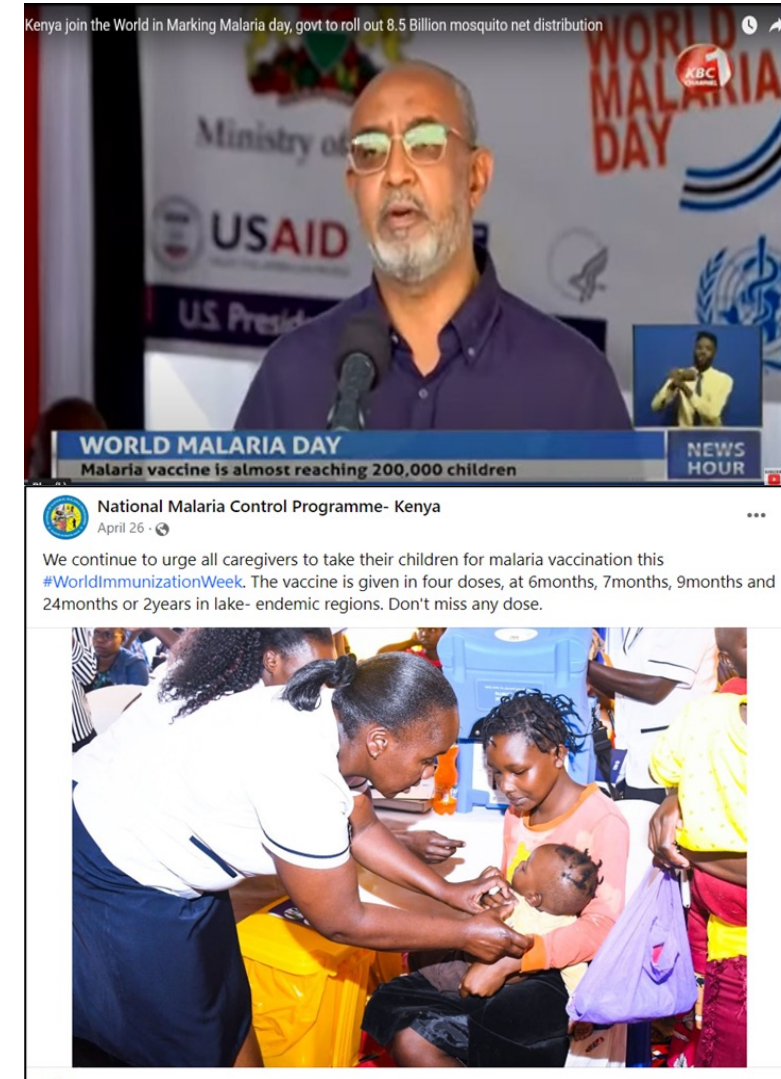 Kenya join the World in Marking Malaria day, govt to roll out 8.5 Billion mosquito net distribution
WORLD
MALARIA
DAY
KBC
CHANNEL 1
Ministry of
USAID
U.S. Presid
WORLD MALARIA DAY
Malaria vaccine is almost reaching 200,000 children
NEWS
HOUR
National Malaria Control Programme- Kenya
April 26
We continue to urge all caregivers to take their children for malaria vaccination this
#WorldImmunizationWeek. The vaccine is given in four doses, at 6months, 7months, 9months and
24months or 2years in lake- endemic regions. Don't miss any dose.